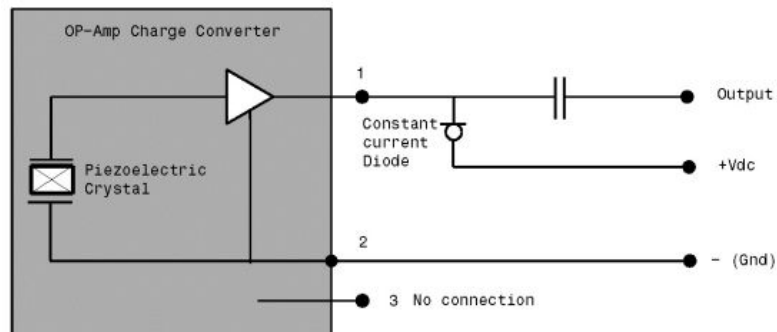 OP-Amp Charge Converter
1
Output
Constant
current
Diode
+Vdc
Piezoelectric
Crystal
2
- (Gnd)
3 No connection